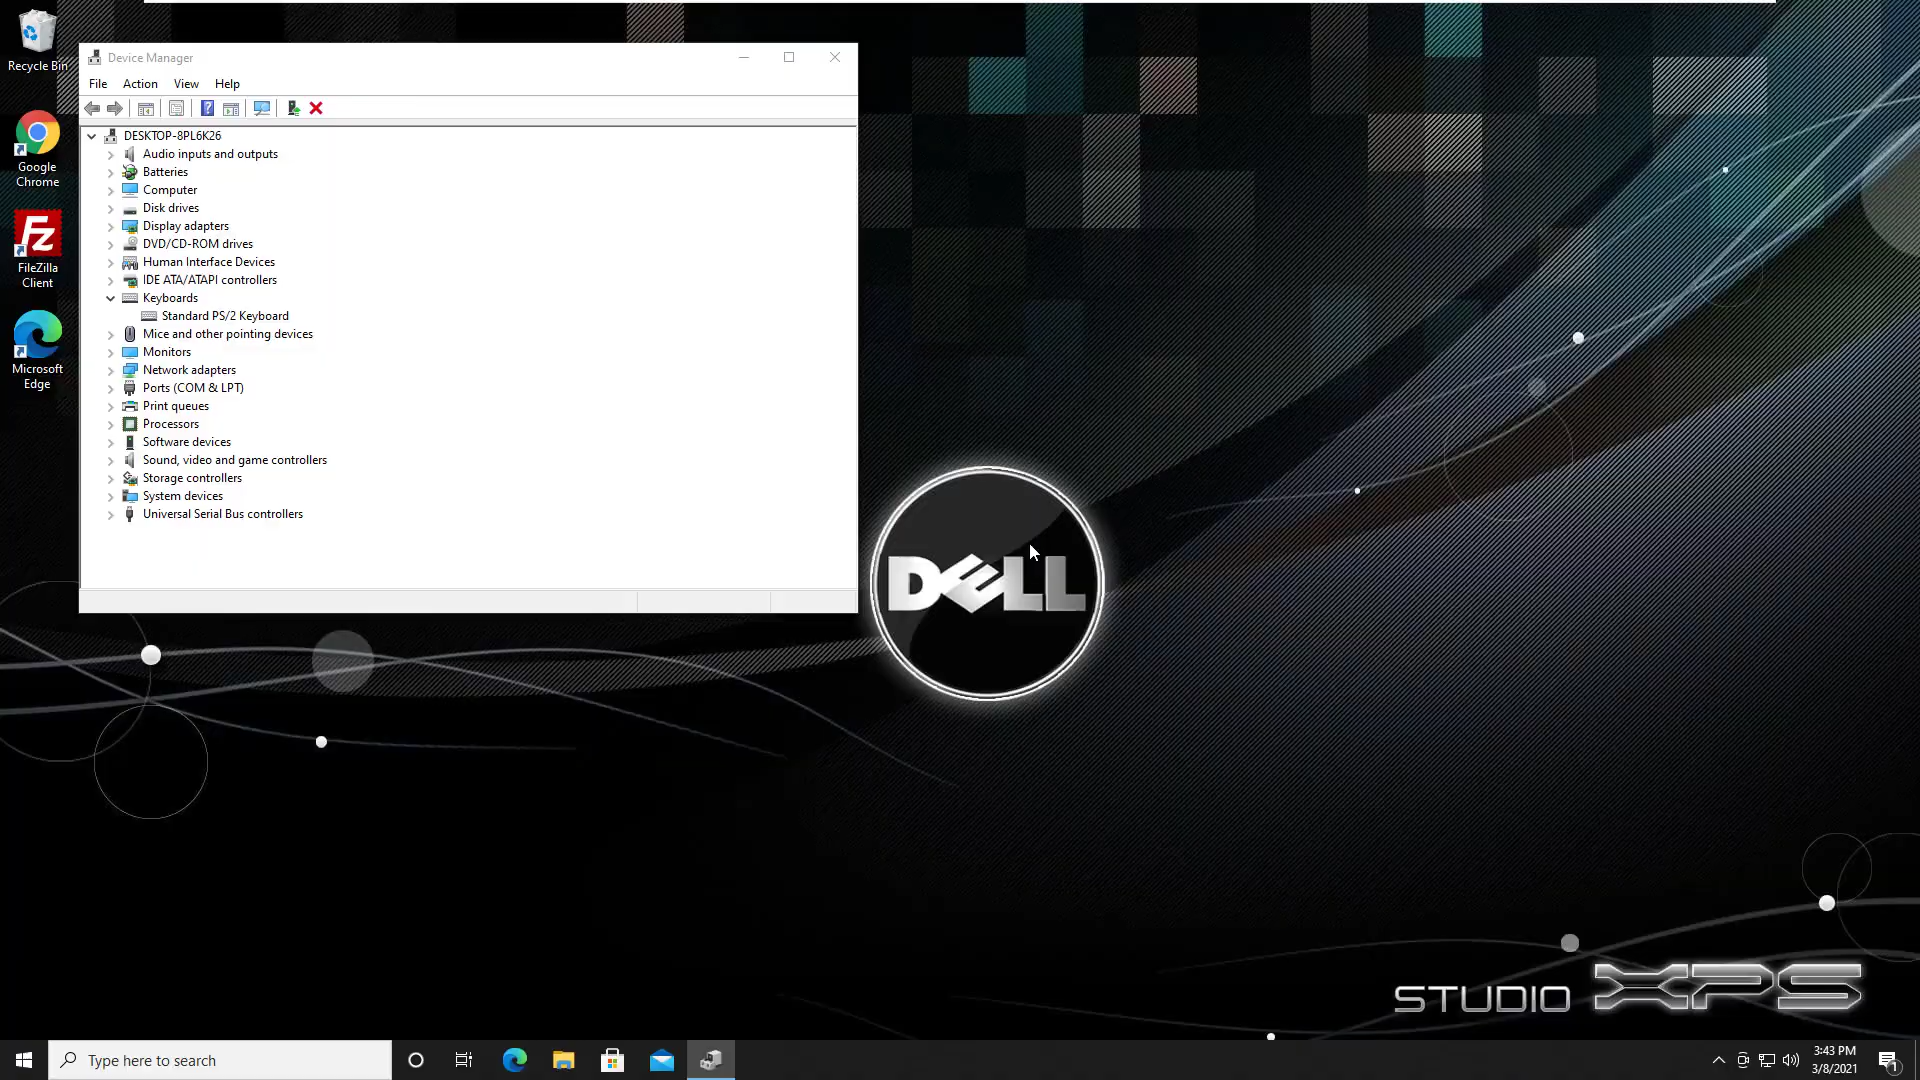 Recycle Bin
Google
Chrome
FileZilla
Client
Microsoft
Edge
Device Manager
File Action View Help
DESKTOP-8PL6K26
Audio inputs and outputs
Batteries
Computer
Disk drives
Display adapters
DVD/CD-ROM drives
Human Interface Devices
IDE ATA/ATAPI controllers
Keyboards
Standard PS/2 Keyboard
Mice and other pointing devices
Monitors
Network adapters
Ports (COM & LPT)
Print queues
Processors
Software devices
Sound, video and game controllers
Storage controllers
System devices
Universal Serial Bus controllers
DELL
STUDIO XPS
Type here to search
3:43 PM
3/8/2021
1